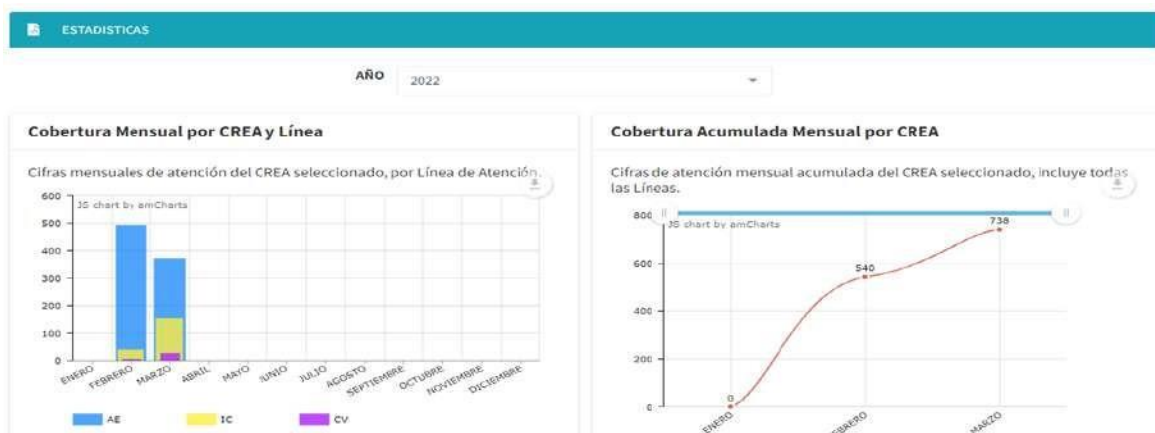 ESTADISTICAS
AÑO 2022
Cobertura Mensual por CREA y Línea
Cifras mensuales de atención del CREA seleccionado, por Línea de Atención.
JS chart by amCharts
600
500
400
300
200
100
0
ENERO
FEBRERO
MARZO
ABRIL
MAYO
JUNIO
JULIO
AGOSTO
SEPTIEMBRE
OCTUBRE
NOVIEMBRE
DICIEMBRE
AE IC CV
Cobertura Acumulada Mensual por CREA
Cifras de atención mensual acumulada del CREA seleccionado, incluye todas
las Líneas.
JS chart by amCharts
800
600
400
200
0
0
540
738
ENERO
FEBRERO
MARZO